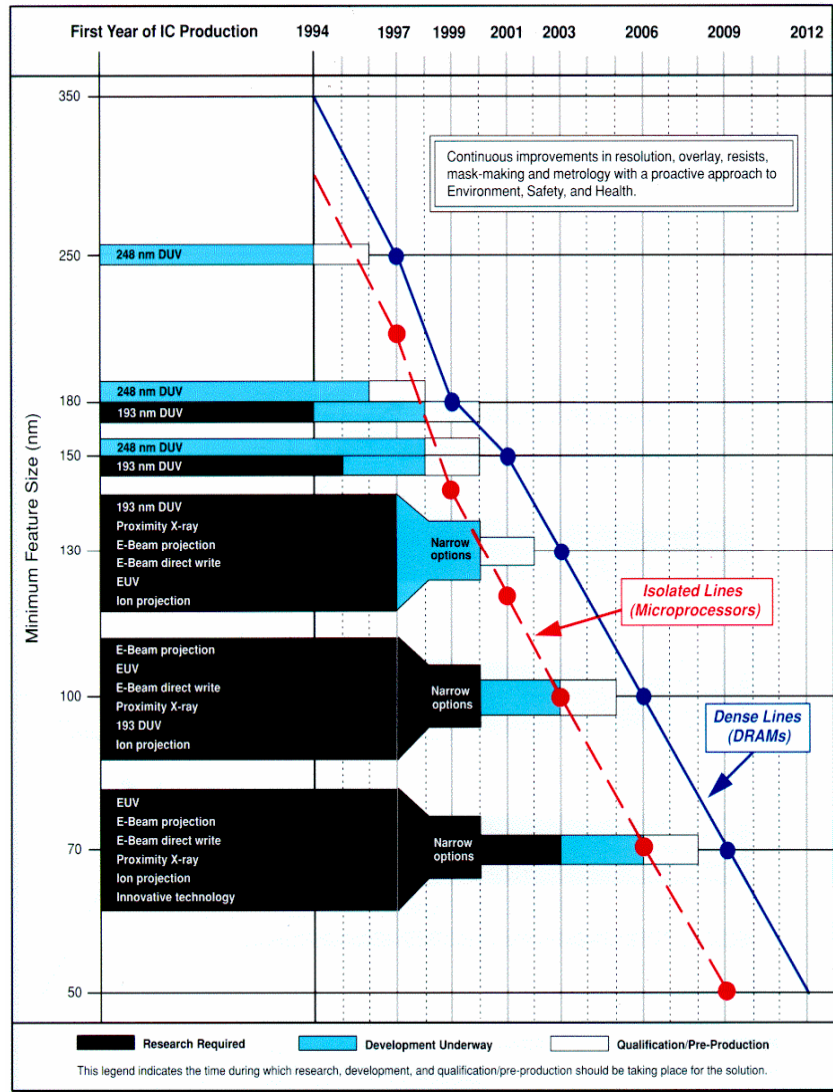 First Year of IC Production 1994 1997 1999 2001 2003 2006 2009 2012
Minimum Feature Size (nm)
350
Continuous improvements in resolution, overlay, resists,
mask-making and metrology with a proactive approach to
Environment, Safety, and Health.
250
248 nm DUV
180
248 nm DUV
193 nm DUV
150
248 nm DUV
193 nm DUV
130
193 nm DUV
Proximity X-ray
E-Beam projection
E-Beam direct write
EUV
Ion projection
Narrow
options
Isolated Lines
(Microprocessors)
100
E-Beam projection
EUV
E-Beam direct write
Proximity X-ray
193 DUV
Ion projection
Narrow
options
Dense Lines
(DRAMs)
70
EUV
E-Beam projection
E-Beam direct write
Proximity X-ray
Ion projection
Innovative technology
Narrow
options
50
Research Required
Development Underway
Qualification/Pre-Production
This legend indicates the time during which research, development, and qualification/pre-production should be taking place for the solution.